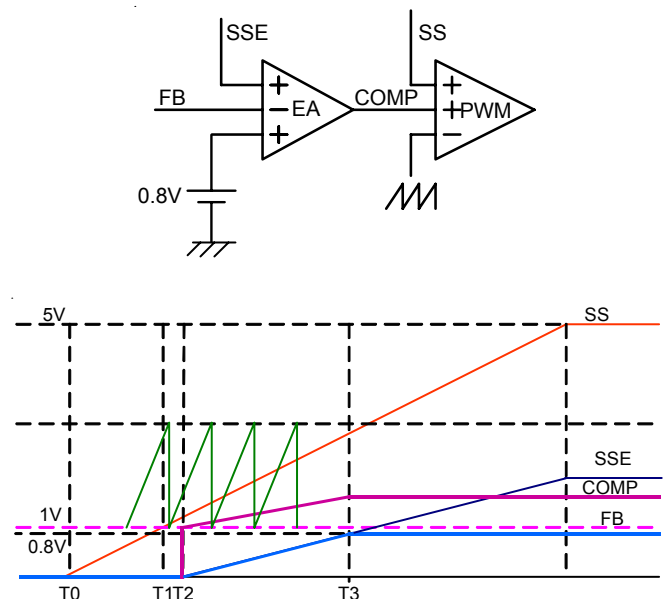 SSE
SS
FB
EA
COMP
PWM
0.8V
5V
SS
SSE
COMP
1V
FB
0.8V
T0
T1T2
T3